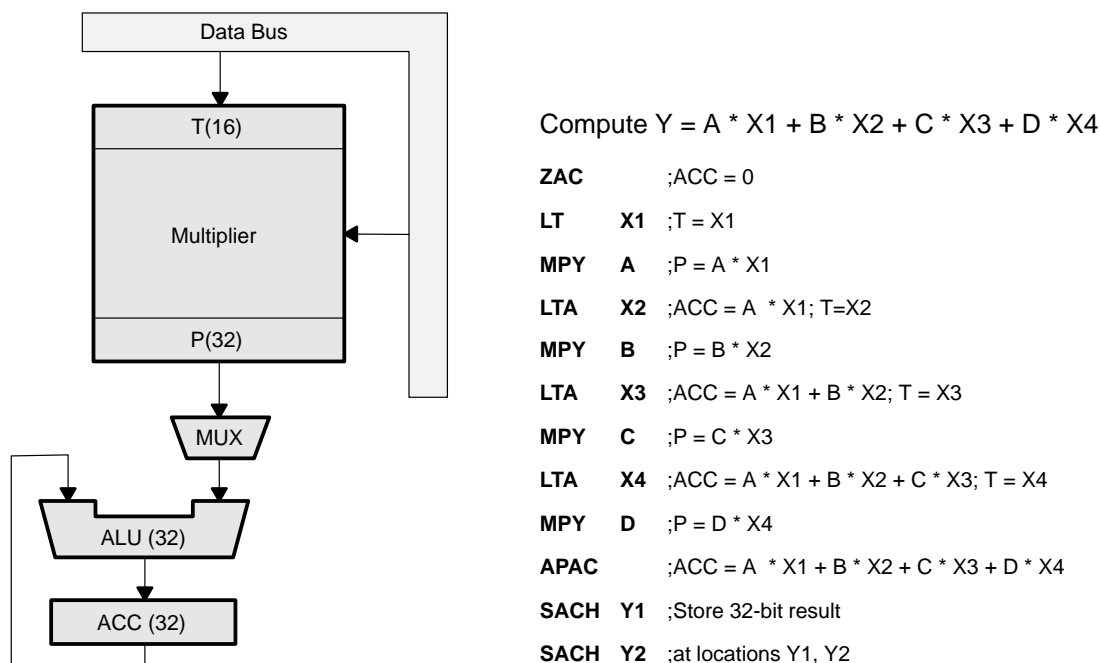 Data Bus
T(16)
Multiplier
P(32)
MUX
ALU (32)
ACC (32)
Compute Y = A * X1 + B * X2 + C * X3 + D * X4
ZAC ;ACC = 0
LT X1 ;T = X1
MPY A ;P = A * X1
LTA X2 ;ACC = A * X1; T=X2
MPY B ;P = B * X2
LTA X3 ;ACC = A * X1 + B * X2; T = X3
MPY C ;P = C * X3
LTA X4 ;ACC = A * X1 + B * X2 + C * X3; T = X4
MPY D ;P = D * X4
APAC ;ACC = A * X1 + B * X2 + C * X3 + D * X4
SACH Y1 ;Store 32-bit result
SACH Y2 ;at locations Y1, Y2